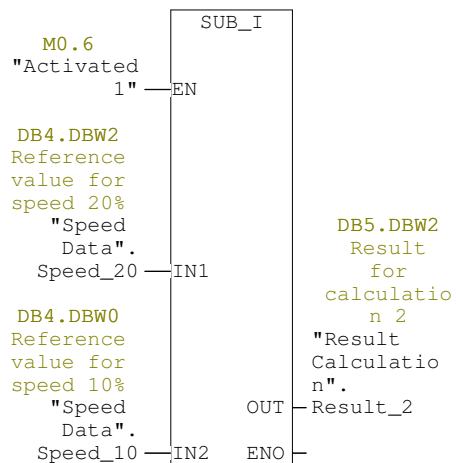 SUB_I
M0.6
"Activated
1"
EN
DB4.DBW2
Reference
value for
speed 20%
"Speed
Data".
Speed_20
IN1
DB4.DBW0
Reference
value for
speed 10%
"Speed
Data".
Speed_10
IN2
DB5.DBW2
Result
for
calculatio
n 2
"Result
Calculatio
n".
Result_2
OUT
ENO